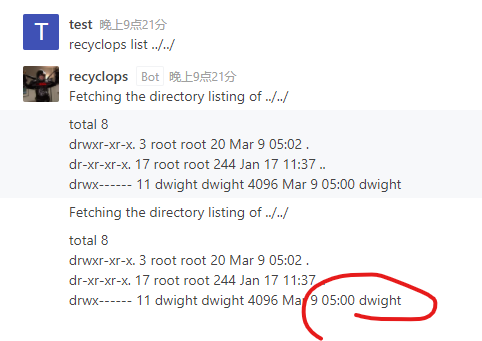 T
test 晚上9点21分
recyclops list ../../
recyclops Bot 晚上9点21分
Fetching the directory listing of ../../
total 8
drwxr-xr-x. 3 root root 20 Mar 9 05:02 .
dr-xr-xr-x. 17 root root 244 Jan 17 11:37 ..
drwx------ 11 dwight dwight 4096 Mar 9 05:00 dwight
Fetching the directory listing of ../../
total 8
drwxr-xr-x. 3 root root 20 Mar 9 05:02 .
dr-xr-xr-x. 17 root root 244 Jan 17 11:37 ..
drwx------ 11 dwight dwight 4096 Mar 9 05:00 dwight